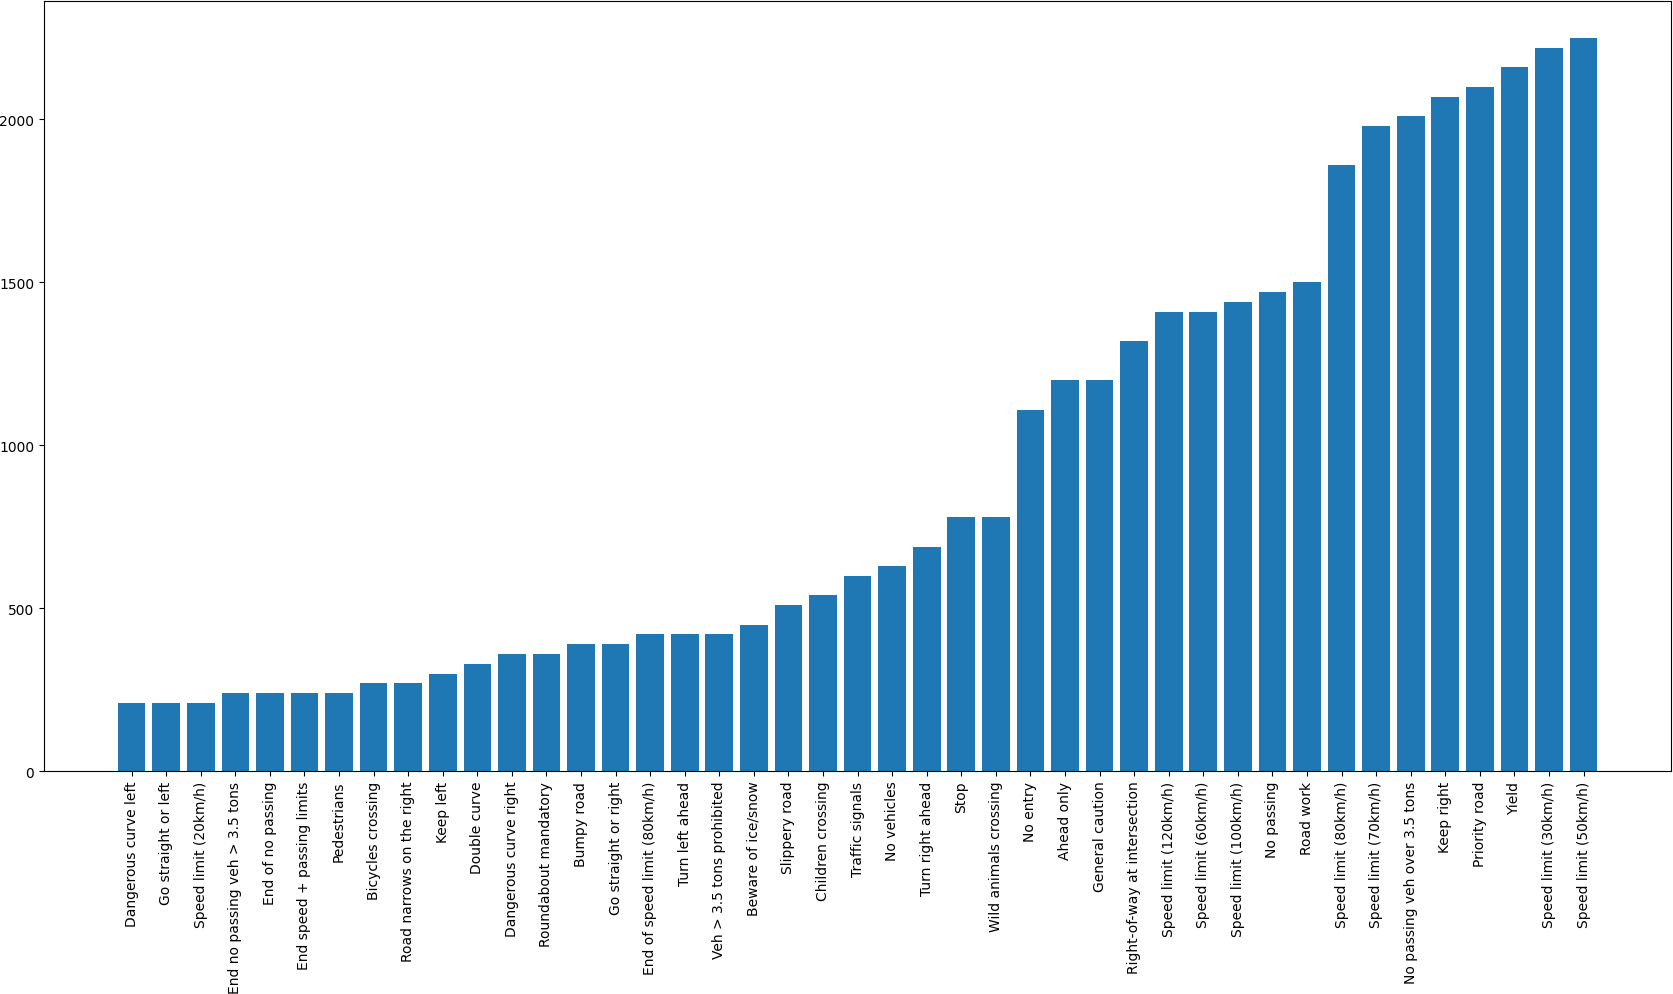 2000
1500
1000
500
0
Dangerous curve left
Go straight or left
Speed limit (20km/h)
End no passing veh > 3.5 tons
End of no passing
End speed + passing limits
Pedestrians
Bicycles crossing
Road narrows on the right
Keep left
Double curve
Dangerous curve right
Roundabout mandatory
Bumpy road
Go straight or right
End of speed limit (80km/h)
Turn left ahead
Veh > 3.5 tons prohibited
Beware of ice/snow
Slippery road
Children crossing
Traffic signals
No vehicles
Turn right ahead
Stop
Wild animals crossing
No entry
Ahead only
General caution
Right-of-way at intersection
Speed limit (120km/h)
Speed limit (60km/h)
Speed limit (100km/h)
No passing
Road work
Speed limit (80km/h)
Speed limit (70km/h)
No passing veh over 3.5 tons
Keep right
Priority road
Yield
Speed limit (30km/h)
Speed limit (50km/h)